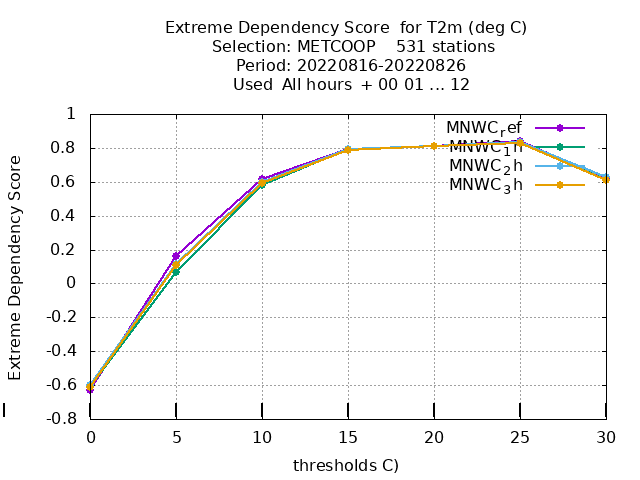 Extreme Dependency Score  for T2m (deg C)
Selection: METCOOP    531 stations
Period: 20220816-20220826
Used  All hours  + 00 01 ... 12
Extreme Dependency Score
1
0.8
0.6
0.4
0.2
0
-0.2
-0.4
-0.6
-0.8
MNWC_ref
MNWC_1h
MNWC_2h
MNWC_3h
0 5 10 15 20 25 30
thresholds C)